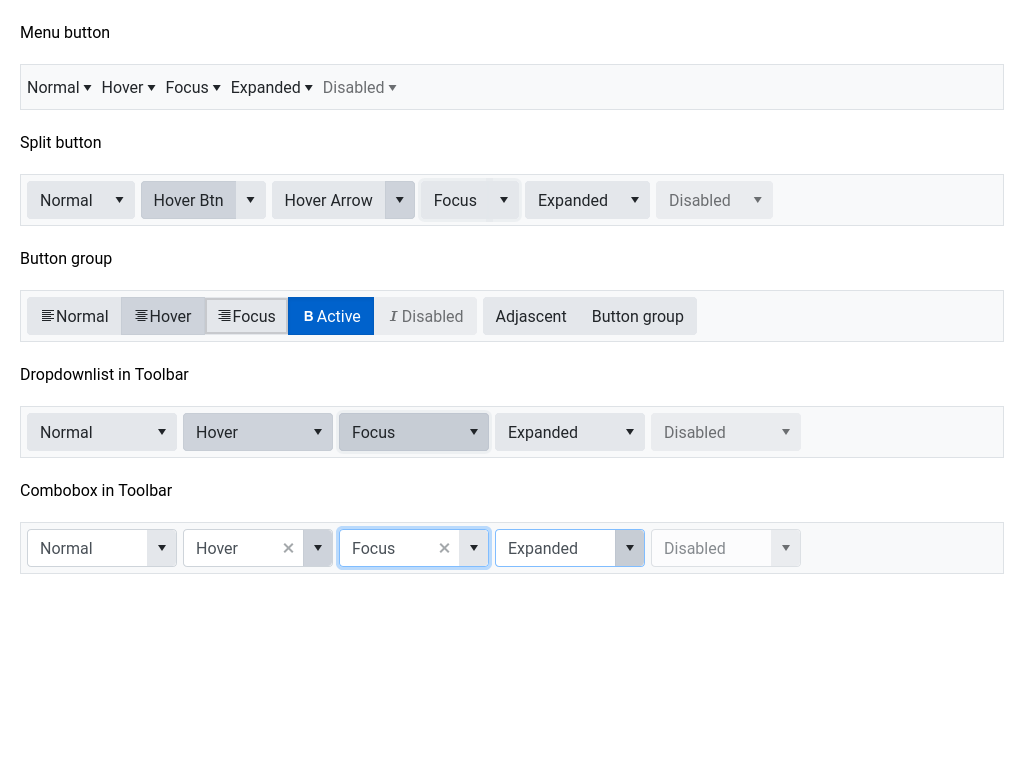 Menu button
Normal Hover Focus Expanded Disabled
Split button
Normal Hover Btn Hover Arrow Focus Expanded Disabled
Button group
Normal Hover Focus B Active I Disabled Adjascent Button group
Dropdownlist in Toolbar
Normal Hover Focus Expanded Disabled
Combobox in Toolbar
Normal Hover Focus Expanded Disabled